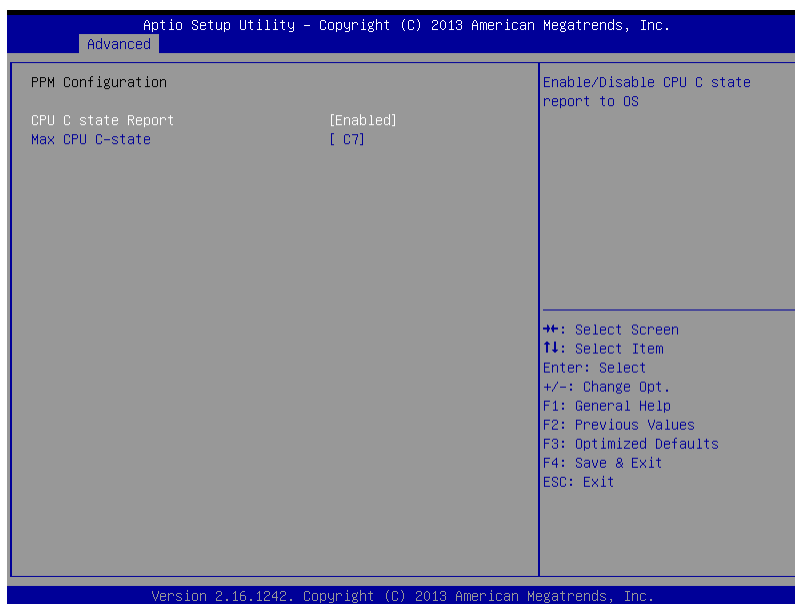 Aptio Setup Utility – Copyright (C) 2013 American Megatrends, Inc.
Advanced
PPM Configuration
CPU C state Report [Enabled]
Max CPU C-state [ C7]
Enable/Disable CPU C state
report to OS
→←: Select Screen
↑↓: Select Item
Enter: Select
+/-: Change Opt.
F1: General Help
F2: Previous Values
F3: Optimized Defaults
F4: Save & Exit
ESC: Exit
Version 2.16.1242. Copyright (C) 2013 American Megatrends, Inc.